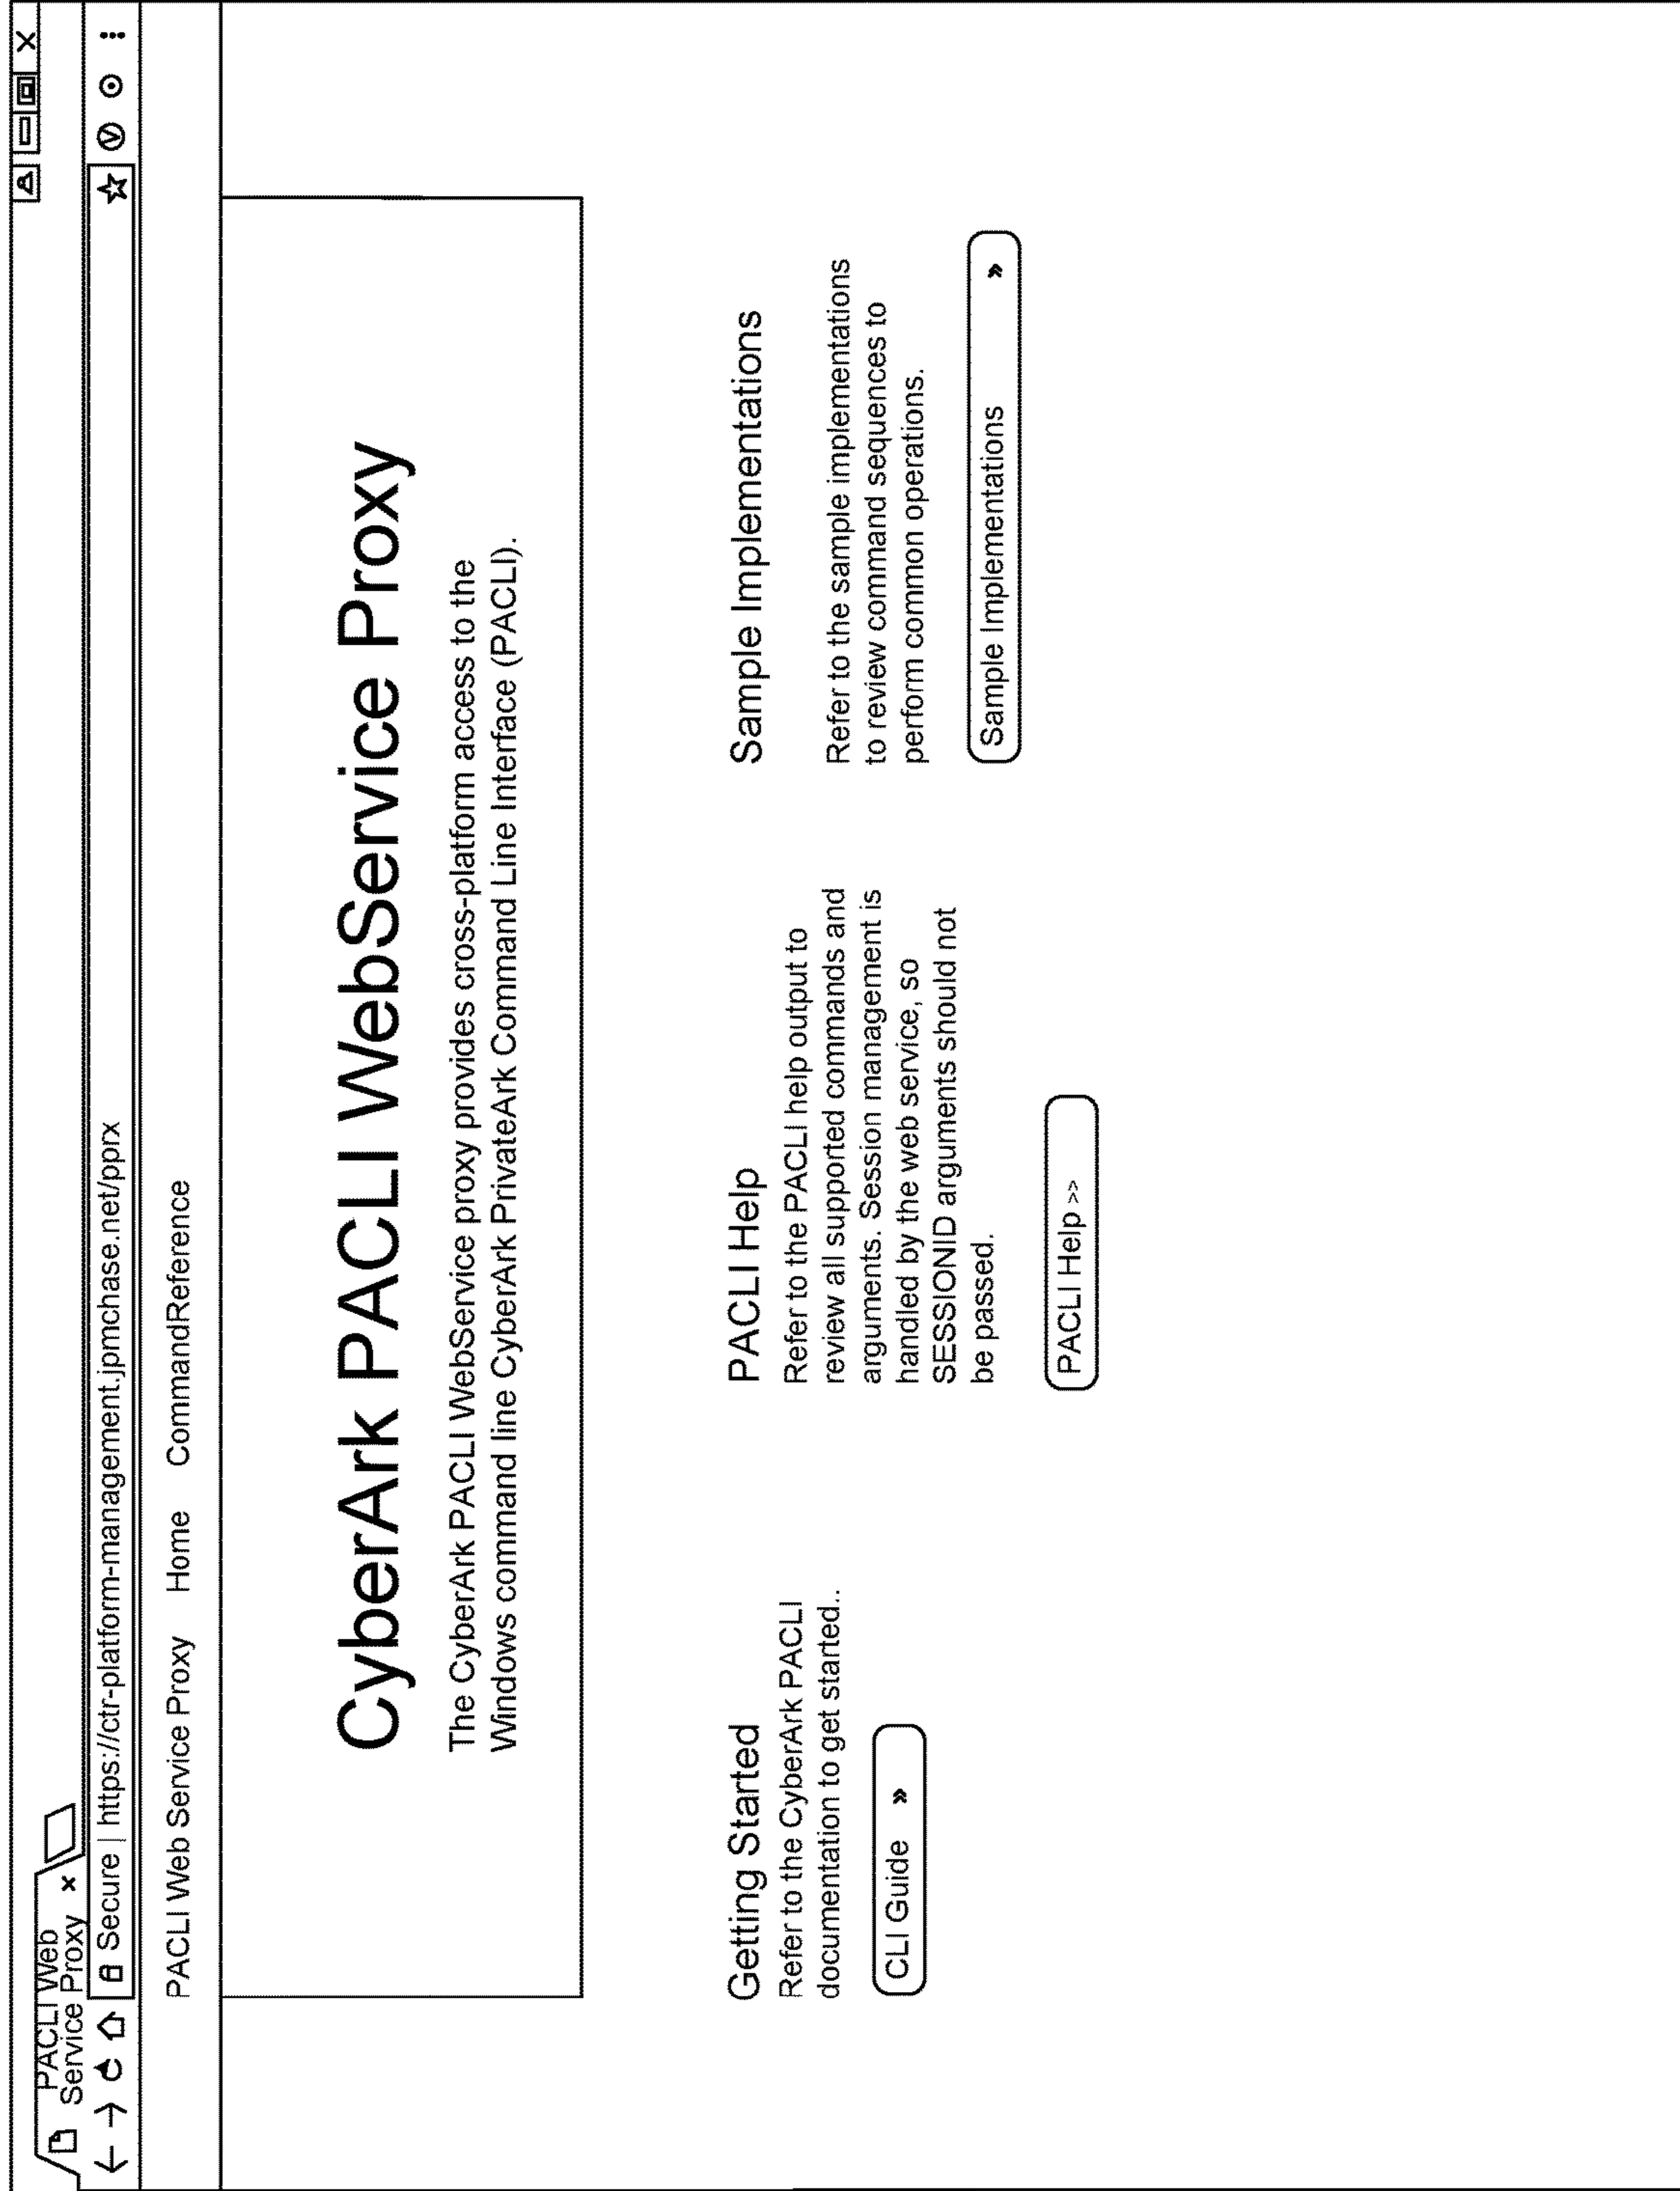 PACLI Web
Service Proxy
Secure | https://ctr-platform-management.jpmchase.net/pprx
PACLI Web Service Proxy Home CommandReference
CyberArk PACLI WebService Proxy
The CyberArk PACLI WebService proxy provides cross-platform access to the
Windows command line CyberArk PrivateArk Command Line Interface (PACLI).
Getting Started
Refer to the CyberArk PACLI
documentation to get started..
CLI Guide »
PACLI Help
Refer to the PACLI help output to
review all supported commands and
arguments. Session management is
handled by the web service, so
SESSIONID arguments should not
be passed.
PACLI Help >>
Sample Implementations
Refer to the sample implementations
to review command sequences to
perform common operations.
Sample Implementations »